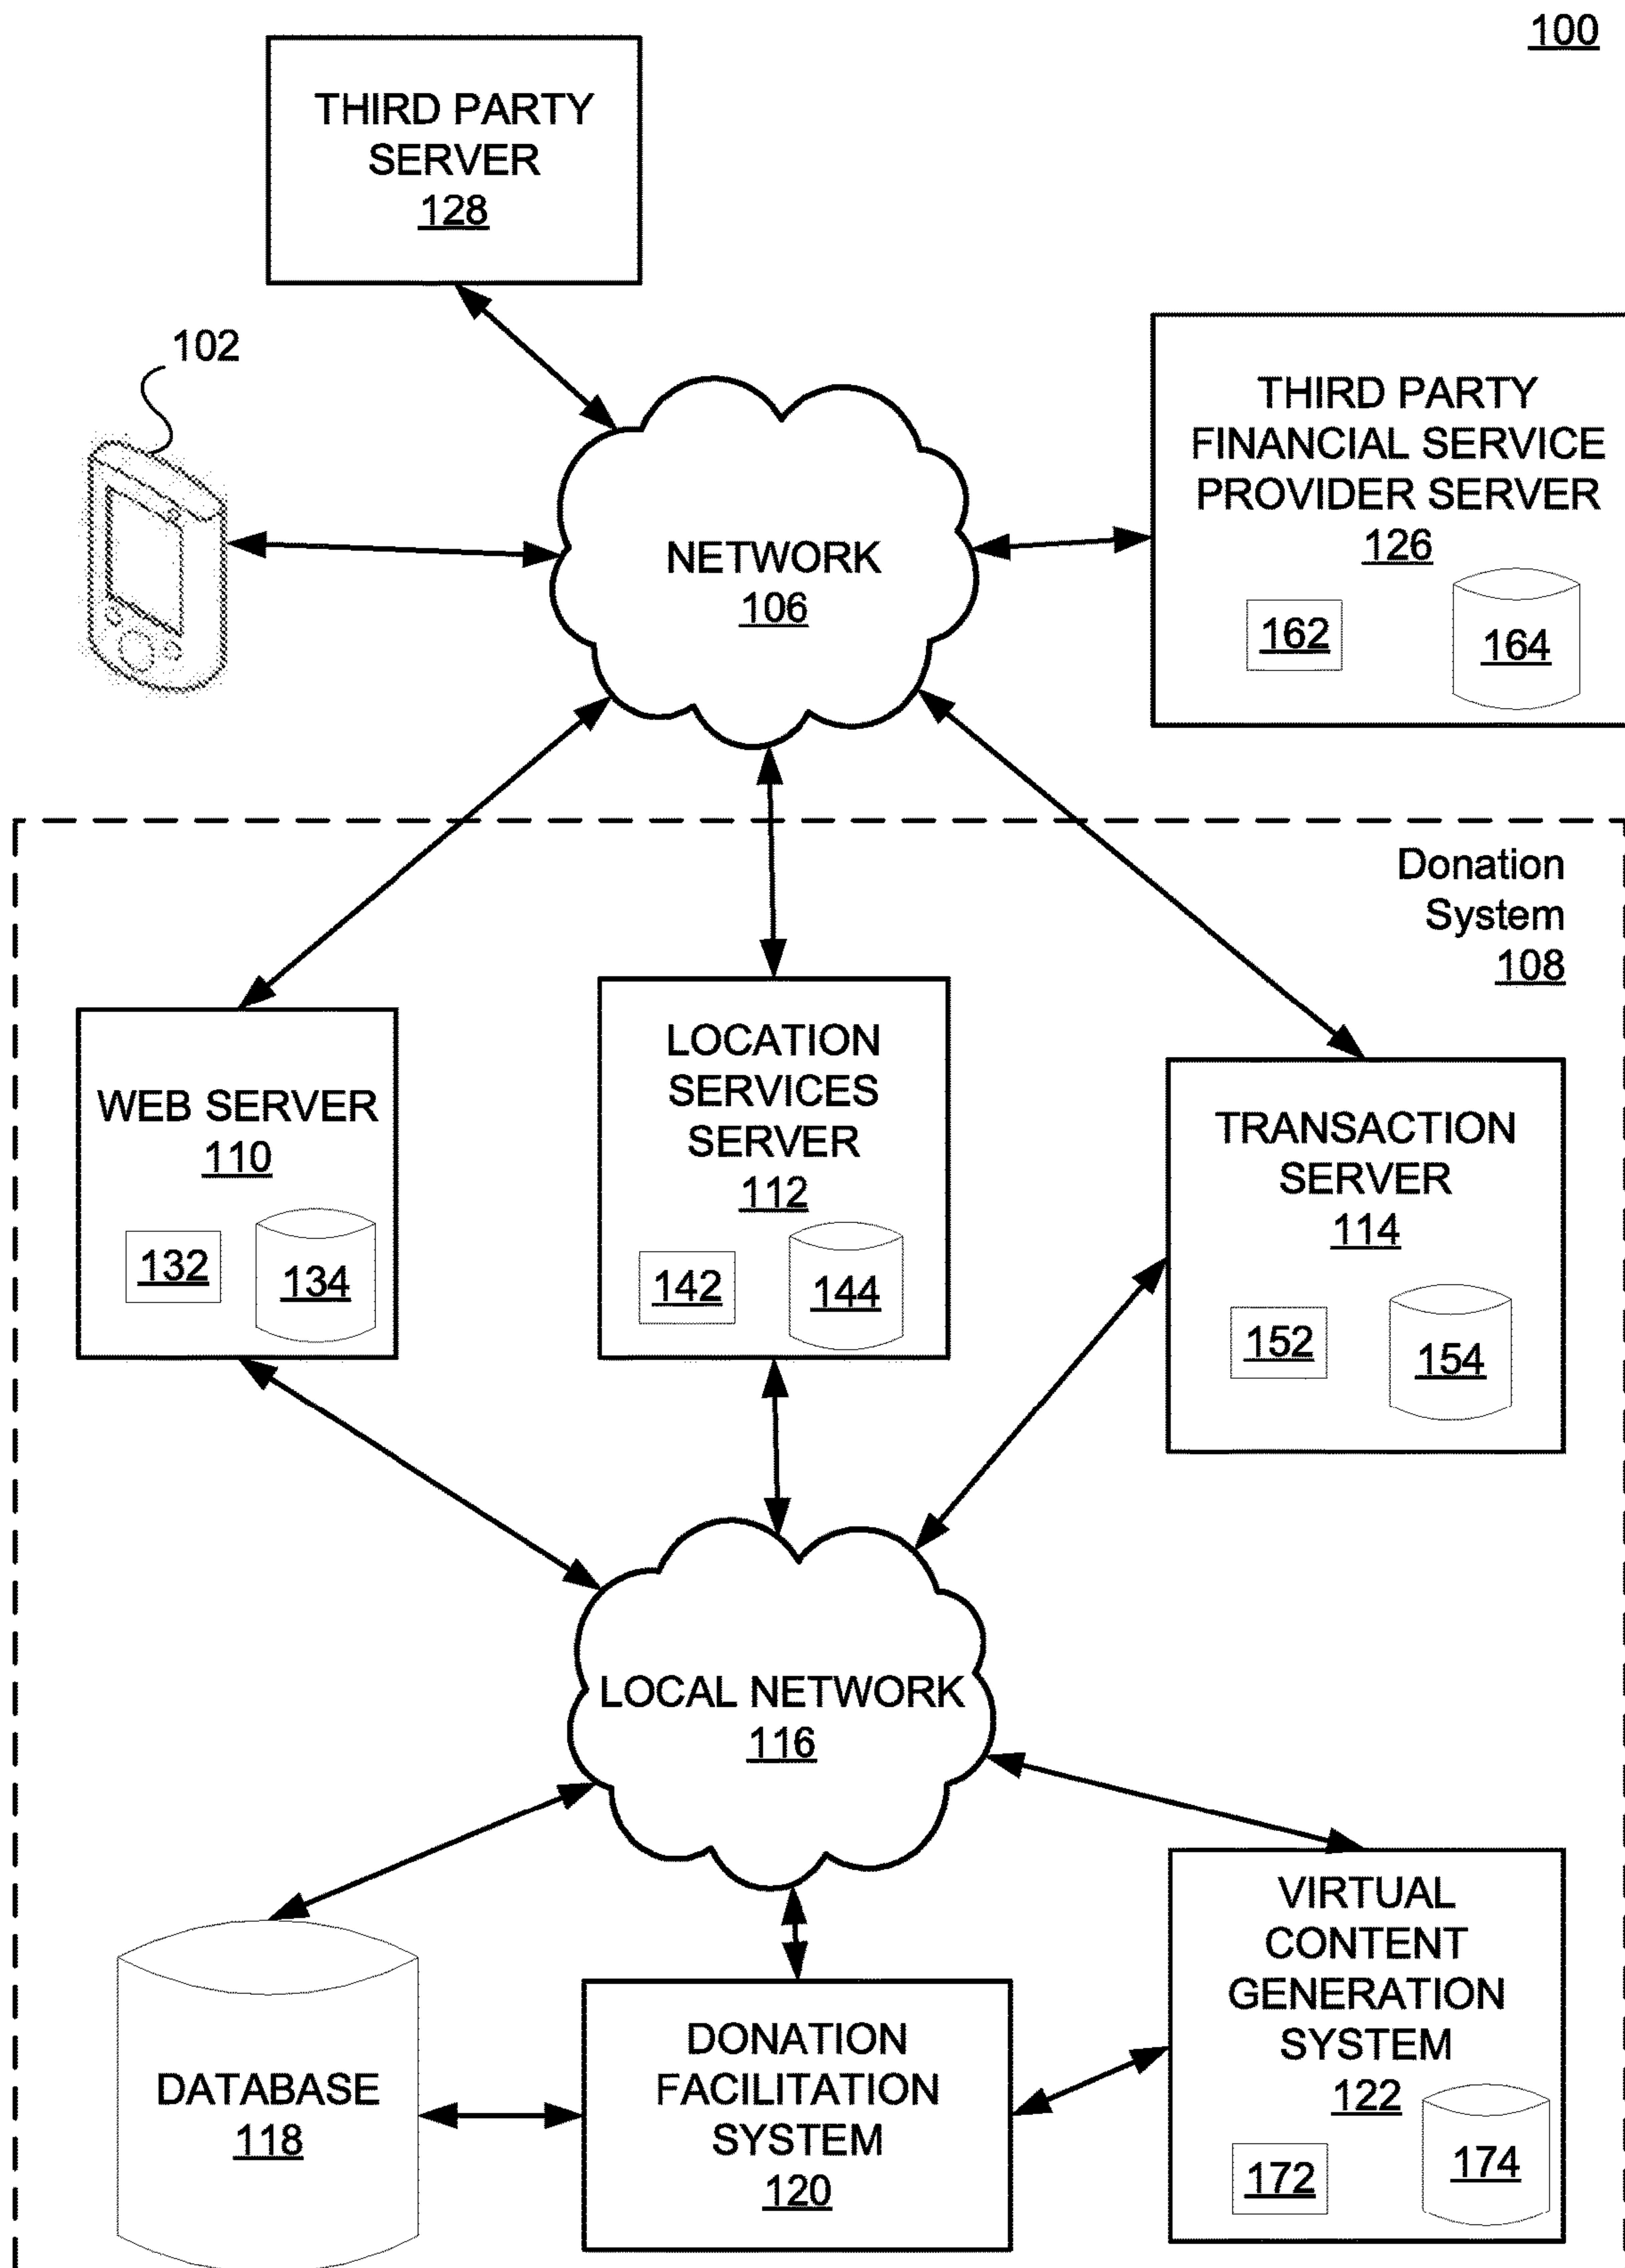 100
THIRD PARTY
SERVER
128
102
THIRD PARTY
FINANCIAL SERVICE
PROVIDER SERVER
126
162
164
NETWORK
106
Donation
System
108
WEB SERVER
110
132
134
LOCATION
SERVICES
SERVER
112
142
144
TRANSACTION
SERVER
114
152
154
LOCAL NETWORK
116
DATABASE
118
DONATION
FACILITATION
SYSTEM
120
VIRTUAL
CONTENT
GENERATION
SYSTEM
122
172
174